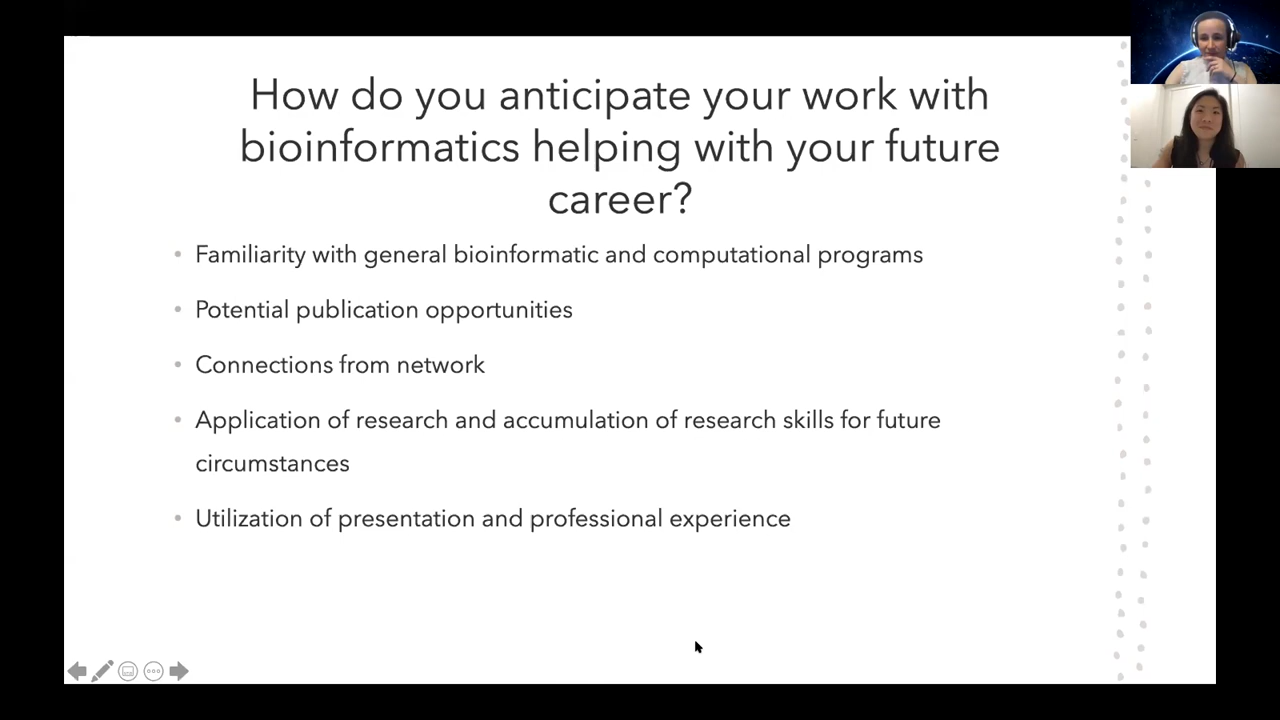 How do you anticipate your work with
bioinformatics helping with your future
career?
• Familiarity with general bioinformatic and computational programs
• Potential publication opportunities
• Connections from network
• Application of research and accumulation of research skills for future
circumstances
• Utilization of presentation and professional experience